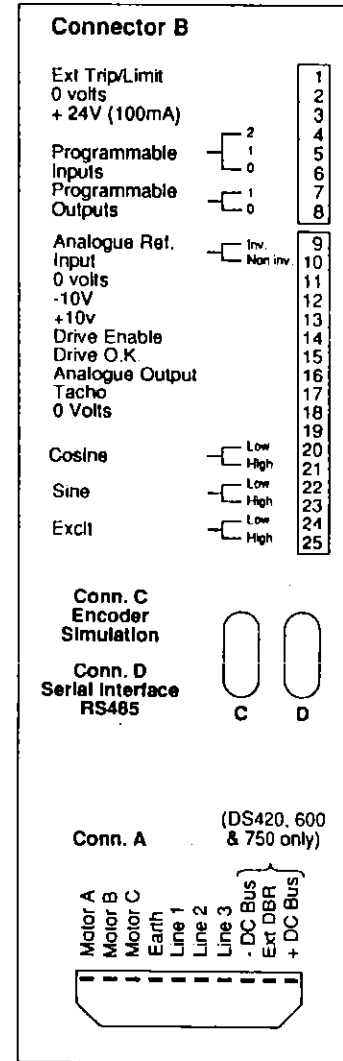 Connector B
Ext Trip/Limit 1
0 volts 2
+ 24V (100mA) 3
2 4
Programmable 1 5
Inputs 0 6
Programmable 1 7
Outputs 0 8
Analogue Ref. Inv. 9
Input Non inv. 10
0 volts 11
-10V 12
+10v 13
Drive Enable 14
Drive O.K. 15
Analogue Output 16
Tacho 17
0 Volts 18
19
Cosine Low 20
High 21
Sine Low 22
High 23
Excit Low 24
High 25
Conn. C
Encoder
Simulation
Conn. D
Serial Interface
RS485
C D
Conn. A
(DS420, 600
& 750 only)
Motor A
Motor B
Motor C
Earth
Line 1
Line 2
Line 3
- DC Bus
Ext DBR
+ DC Bus